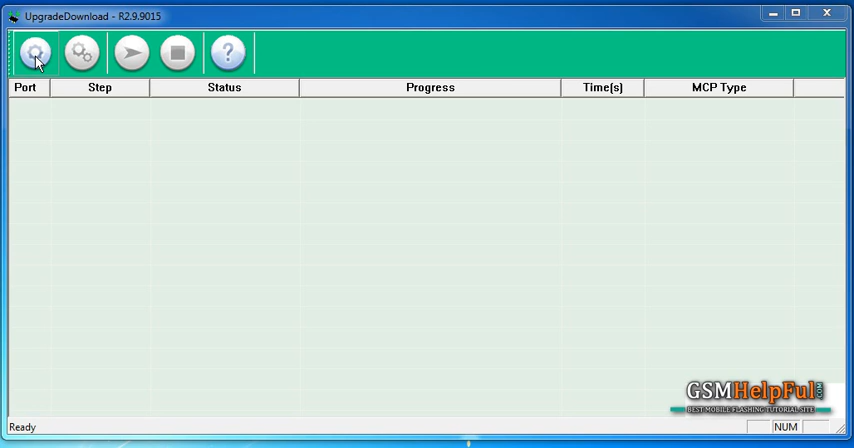 UpgradeDownload - R2.9.9015
?
Port Step Status Progress Time(s) MCP Type
GSMHelpFul.COM
BEST MOBILE FLASHING TUTORIAL SITE
Ready NUM